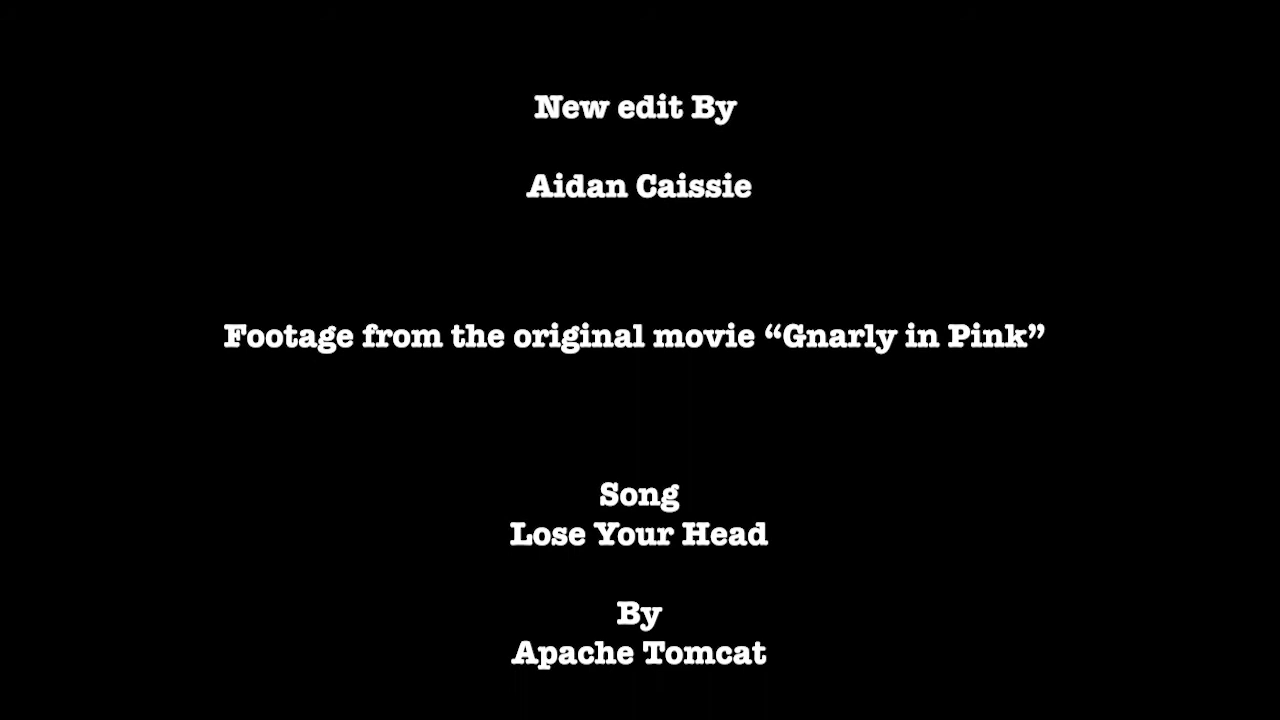 New edit By
Aidan Caissie
Footage from the original movie “Gnarly in Pink”
Song
Lose Your Head
By
Apache Tomcat